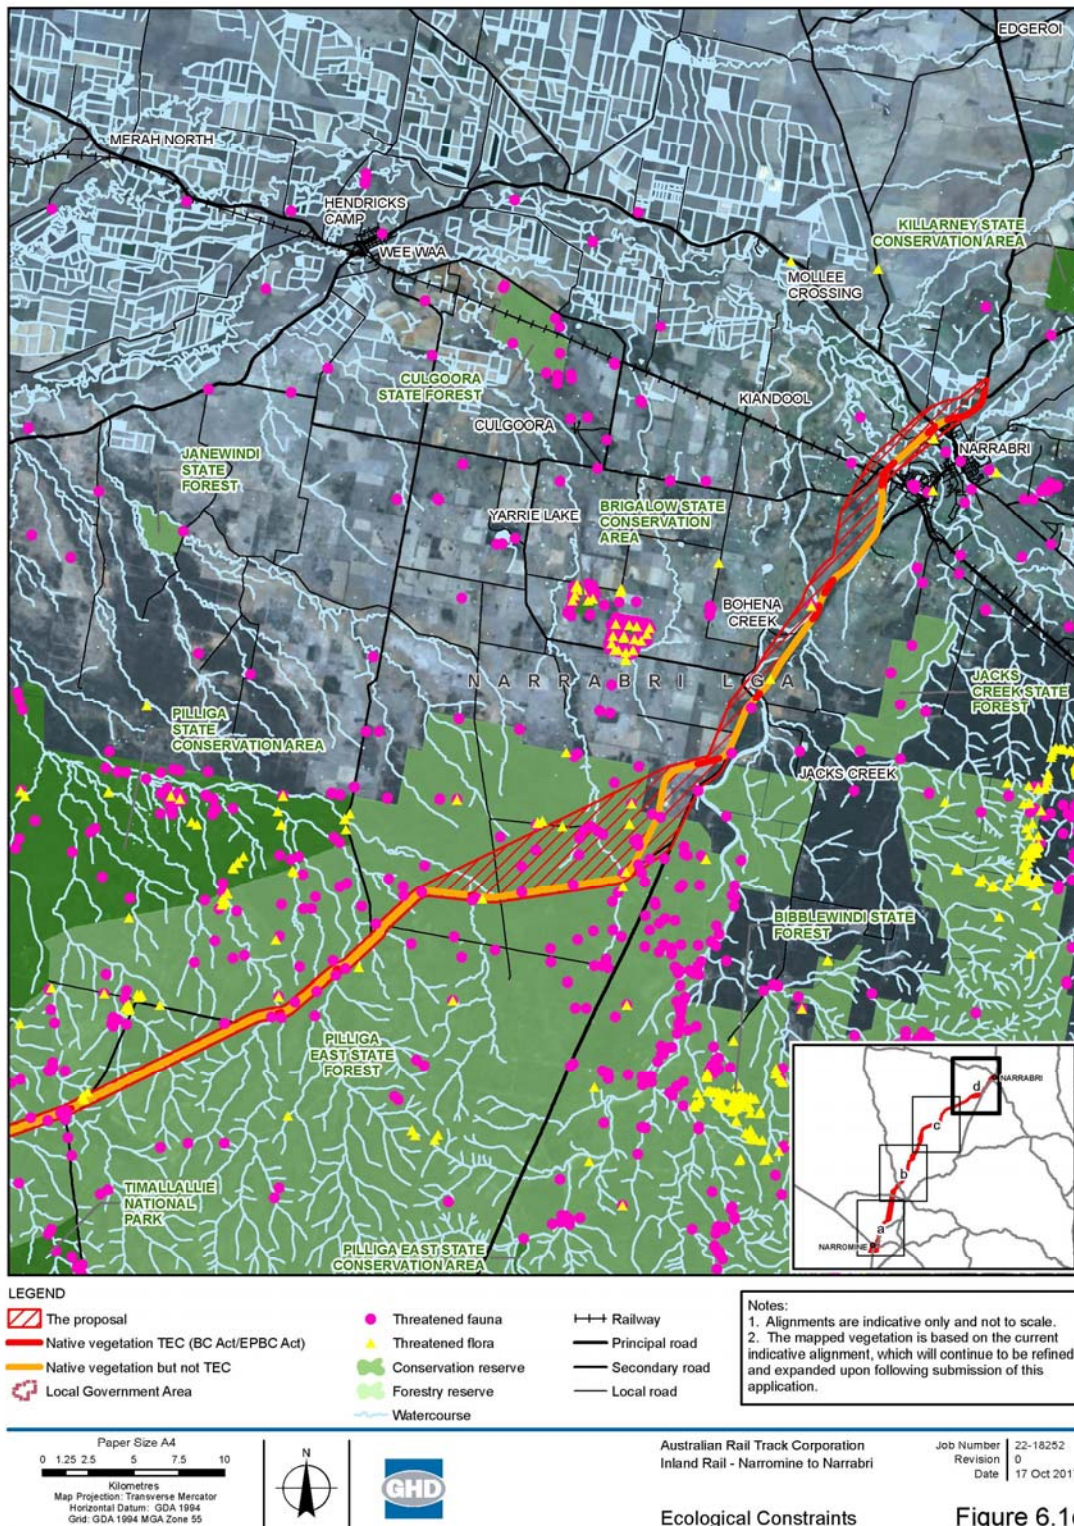 EDGEROI
MERAH NORTH
HENDRICKS
CAMP
WEE WAA
KILLARNEY STATE
CONSERVATION AREA
MOLLEE
CROSSING
CULGOORA
STATE FOREST
KIANDOOL
CULGOORA
NARRABRI
JANEWINDI
STATE
FOREST
YARRIE LAKE
BRIGALOW STATE
CONSERVATION
AREA
BOHENA
CREEK
NARRABRI LGA
JACKS
CREEK STATE
FOREST
PILLIGA
STATE
CONSERVATION AREA
JACKS CREEK
BIBBLEWINDI STATE
FOREST
PILLIGA
EAST STATE
FOREST
TIMALLALLIE
NATIONAL
PARK
PILLIGA EAST STATE
CONSERVATION AREA
NARRABRI
d
c
b
a
NARROMINE
LEGEND
The proposal
Native vegetation TEC (BC Act/EPBC Act)
Native vegetation but not TEC
Local Government Area
Threatened fauna
Threatened flora
Conservation reserve
Forestry reserve
Watercourse
Railway
Principal road
Secondary road
Local road
Notes:
1. Alignments are indicative only and not to scale.
2. The mapped vegetation is based on the current
indicative alignment, which will continue to be refined
and expanded upon following submission of this
application.
Paper Size A4
0 1.25 2.5 5 7.5 10
Kilometres
Map Projection: Transverse Mercator
Horizontal Datum: GDA 1994
Grid: GDA 1994 MGA Zone 55
N
GHD
Australian Rail Track Corporation
Inland Rail - Narromine to Narrabri
Ecological Constraints
Job Number 22-18252
Revision 0
Date 17 Oct 201
Figure 6.1